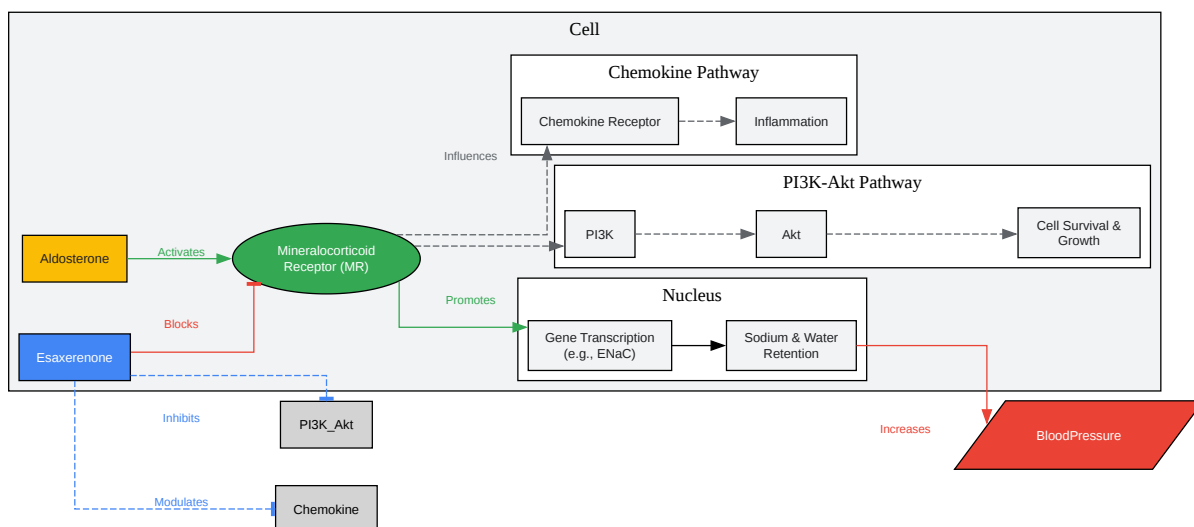 Cell
Chemokine Pathway
Chemokine Receptor
Inflammation
Influences
PI3K-Akt Pathway
PI3K
Akt
Cell Survival &
Growth
Aldosterone
Activates
Mineralocorticoid
Receptor (MR)
Promotes
Nucleus
Gene Transcription
(e.g., ENaC)
Sodium & Water
Retention
Blocks
Esaxerenone
Inhibits
PI3K_Akt
Increases
BloodPressure
Modulates
Chemokine